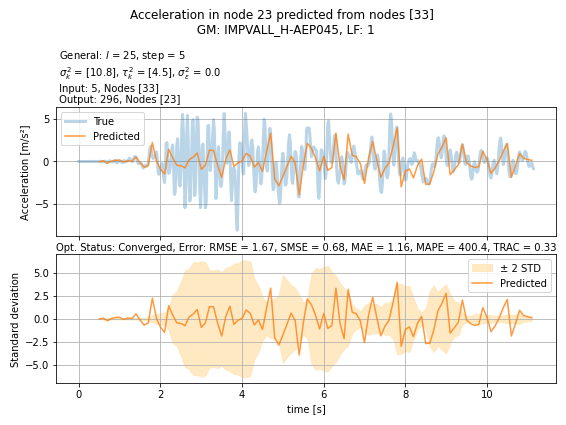 Acceleration in node 23 predicted from nodes [33]
GM: IMPVALL_H-AEP045, LF: 1
General: l = 25, step = 5
σ²ₖ = [10.8], τ²ₖ = [4.5], σ²ε = 0.0
Input: 5, Nodes [33]
Output: 296, Nodes [23]
True
Predicted
Acceleration [m/s²]
5
0
−5
Opt. Status: Converged, Error: RMSE = 1.67, SMSE = 0.68, MAE = 1.16, MAPE = 400.4, TRAC = 0.33
± 2 STD
Predicted
Standard deviation
5.0
2.5
0.0
−2.5
−5.0
0 2 4 6 8 10
time [s]